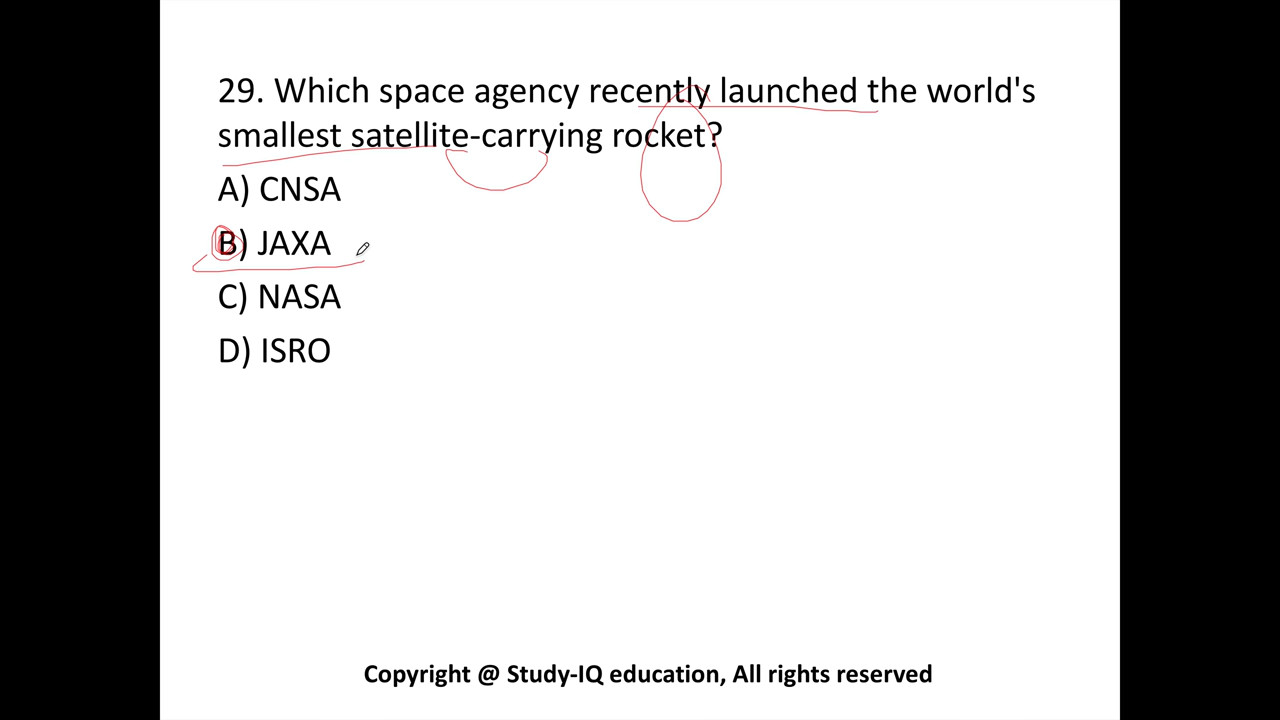 29. Which space agency recently launched the world's
smallest satellite-carrying rocket?
A) CNSA
B) JAXA
C) NASA
D) ISRO
Copyright @ Study-IQ education, All rights reserved